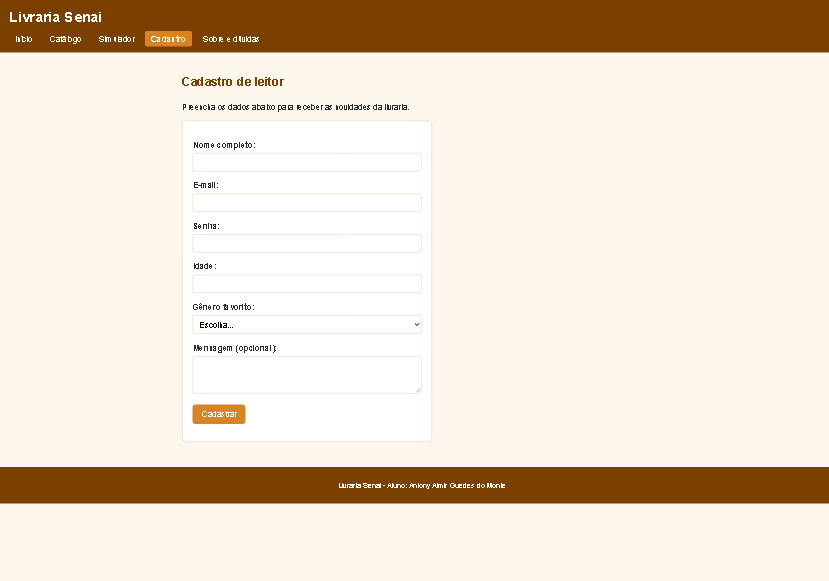 Livraria Senai
Início Catálogo Simulador Cadastro Sobre e dúvidas
Cadastro de leitor
Preencha os dados abaixo para receber as novidades da livraria.
Nome completo:
E-mail:
Senha:
Idade:
Gênero favorito:
Escolha...
Mensagem (opcional):
Cadastrar
Livraria Senai - Aluno: Antony Almir Guedes do Monte